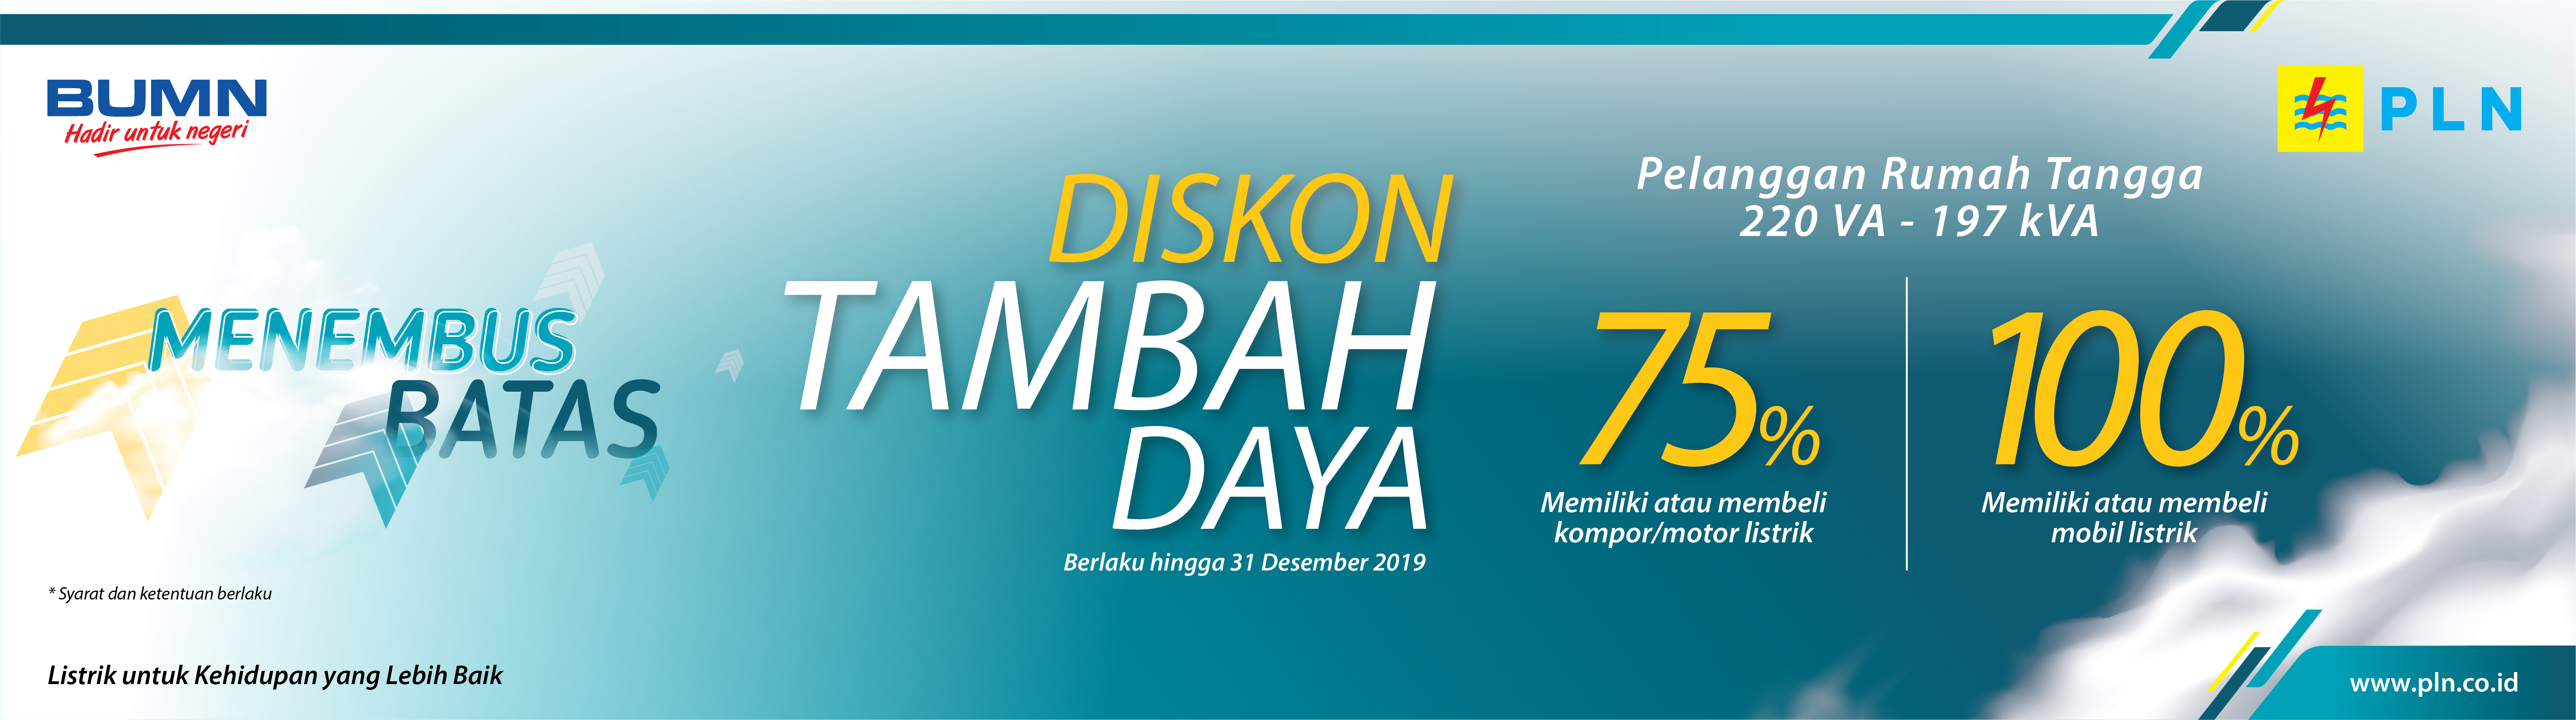 BUMN
Hadir untuk negeri
PLN
MENEMBUS
BATAS
DISKON
TAMBAH
DAYA
Berlaku hingga 31 Desember 2019
Pelanggan Rumah Tangga
220 VA - 197 kVA
75%
Memiliki atau membeli
kompor/motor listrik
100%
Memiliki atau membeli
mobil listrik
* Syarat dan ketentuan berlaku
Listrik untuk Kehidupan yang Lebih Baik
www.pln.co.id